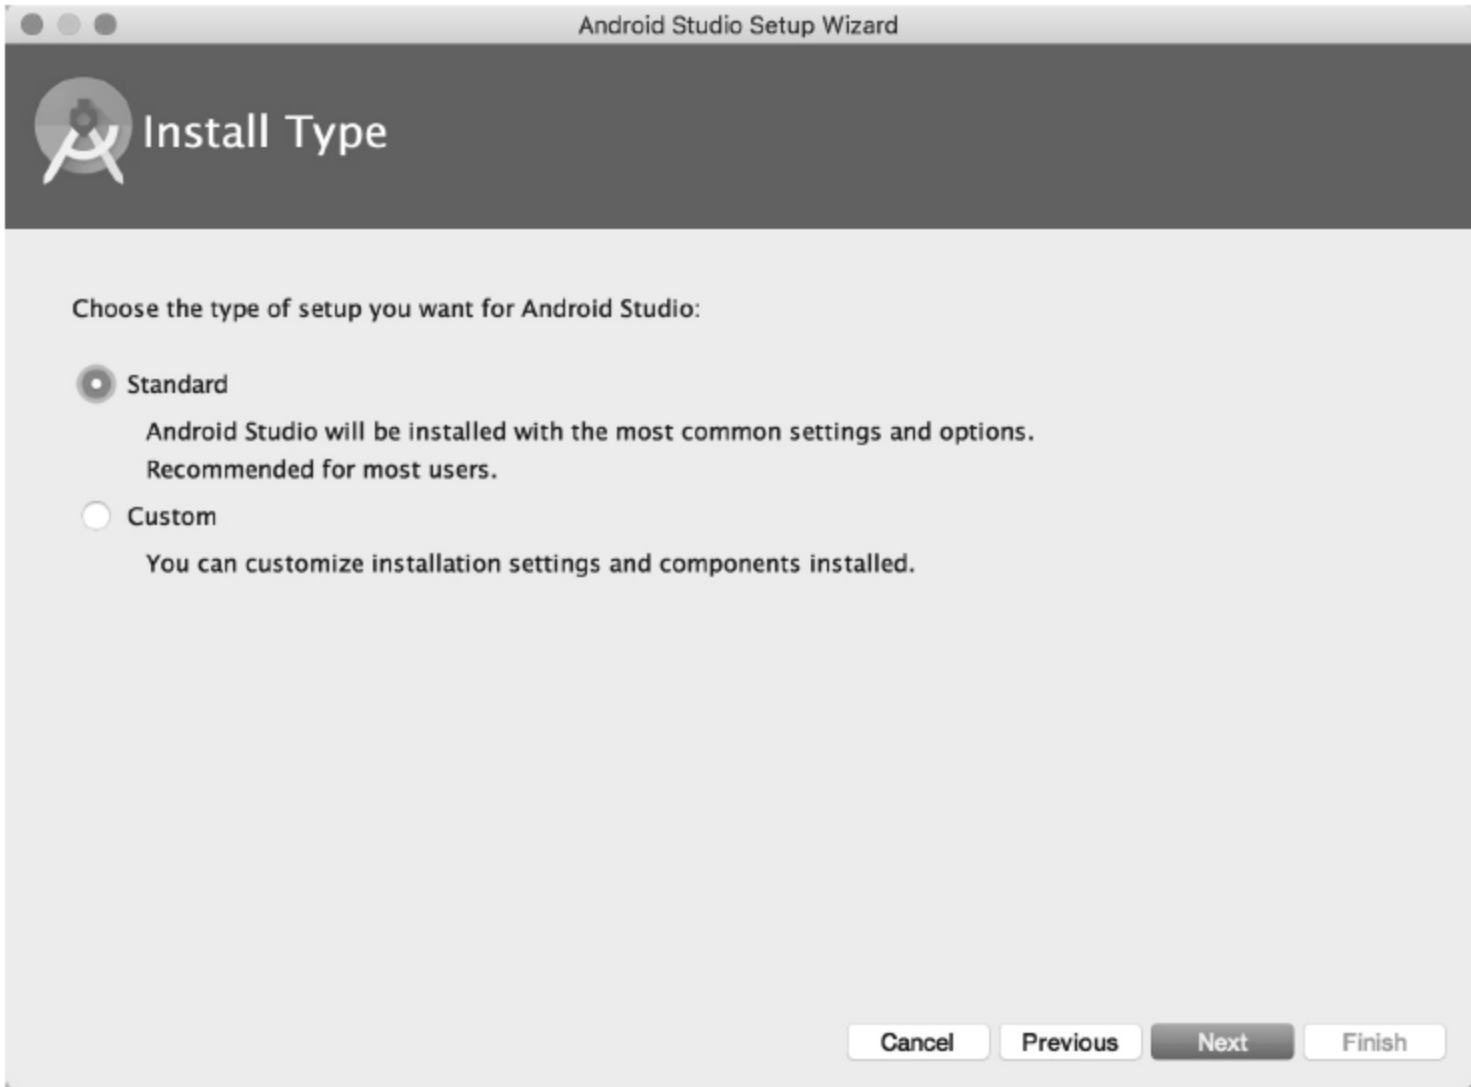 Android Studio Setup Wizard
Install Type
Choose the type of setup you want for Android Studio:
Standard
Android Studio will be installed with the most common settings and options.
Recommended for most users.
Custom
You can customize installation settings and components installed.
Cancel Previous Next Finish